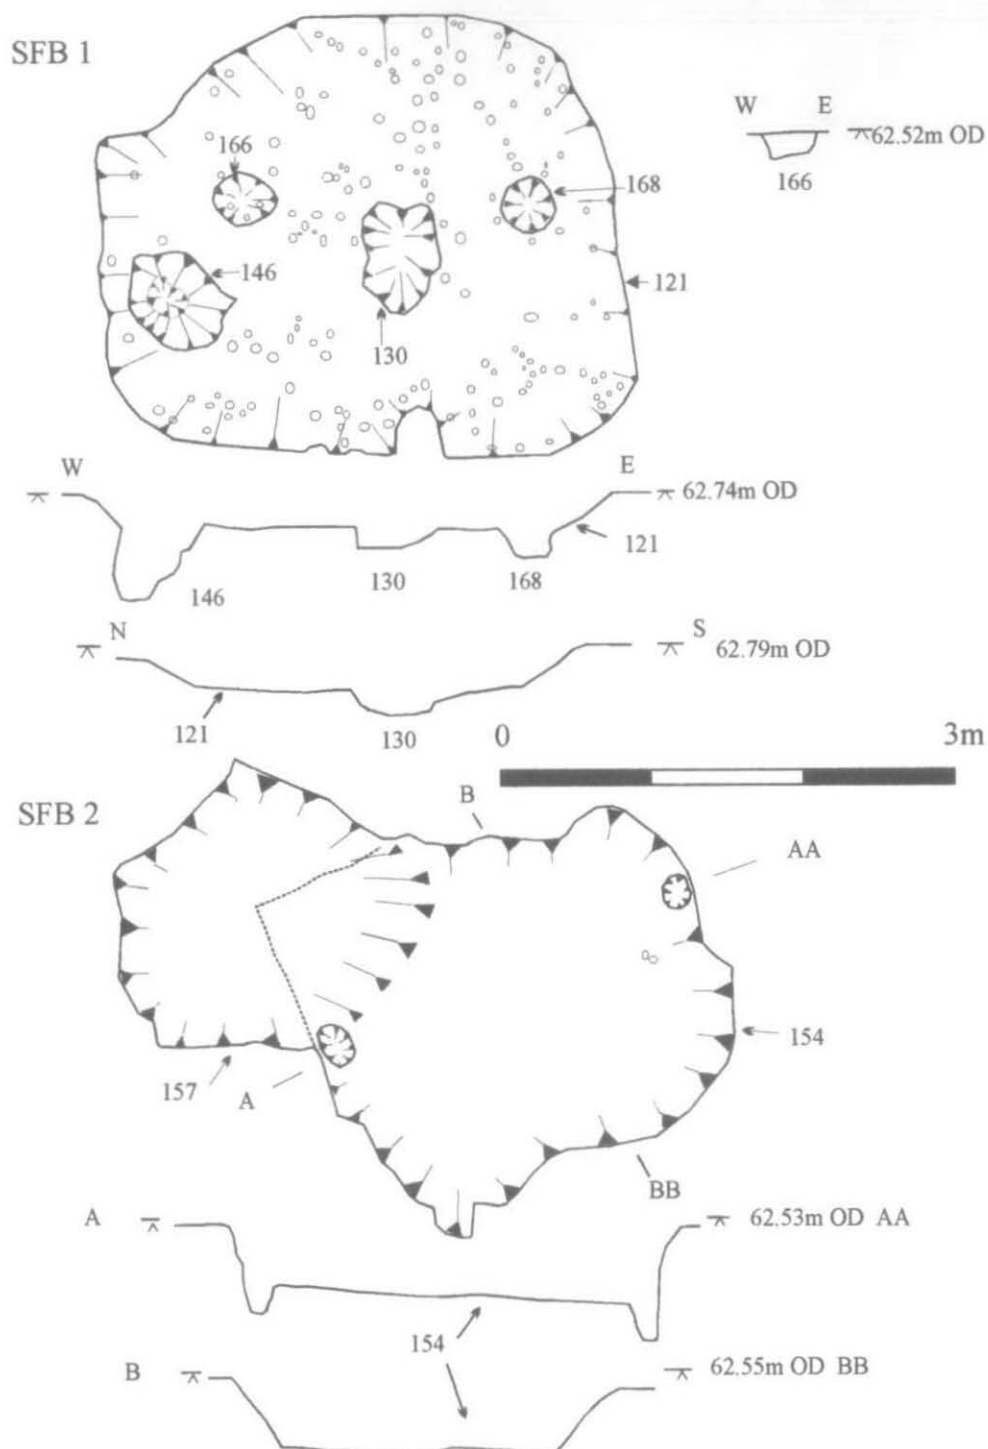 SFB 1
W E
62.52m OD
166
166
168
146
121
130
W E
62.74m OD
121
146 130 168
N S
62.79m OD
121 130
0 3m
SFB 2
B
AA
154
157
A
BB
A 62.53m OD AA
154
B 62.55m OD BB